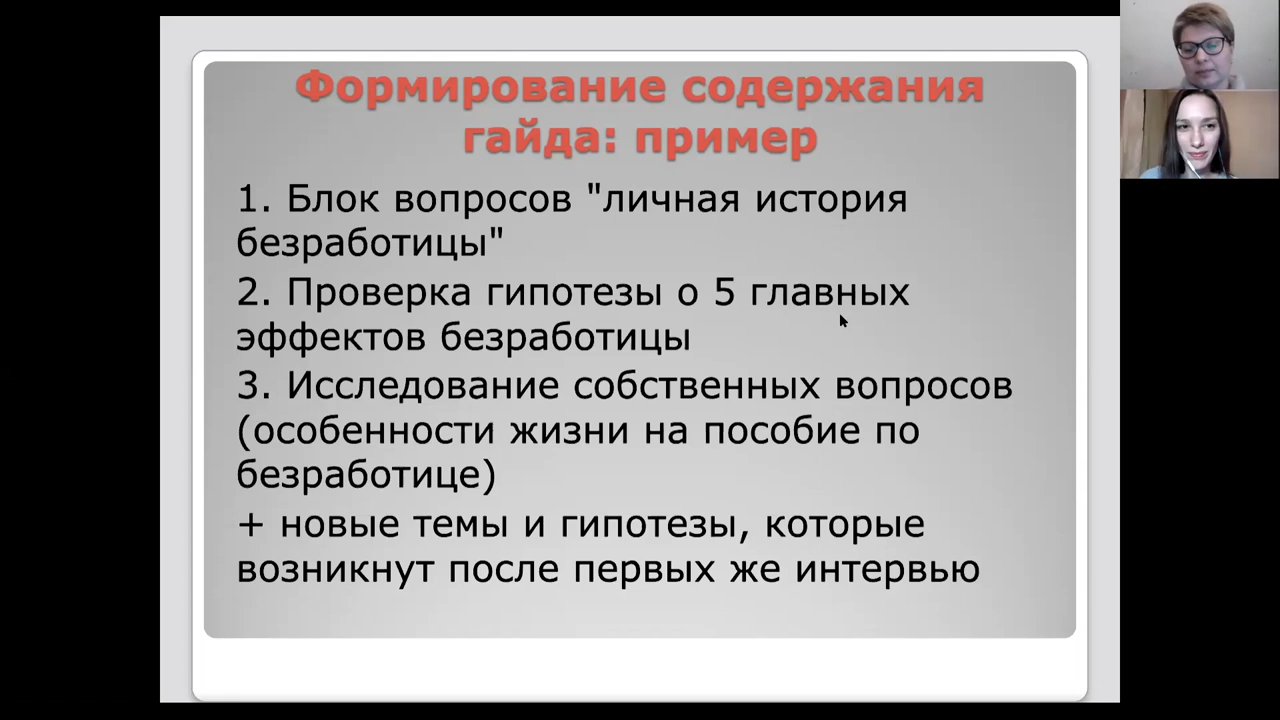 Формирование содержания
гайда: пример
1. Блок вопросов "личная история
безработицы"
2. Проверка гипотезы о 5 главных
эффектов безработицы
3. Исследование собственных вопросов
(особенности жизни на пособие по
безработице)
+ новые темы и гипотезы, которые
возникнут после первых же интервью